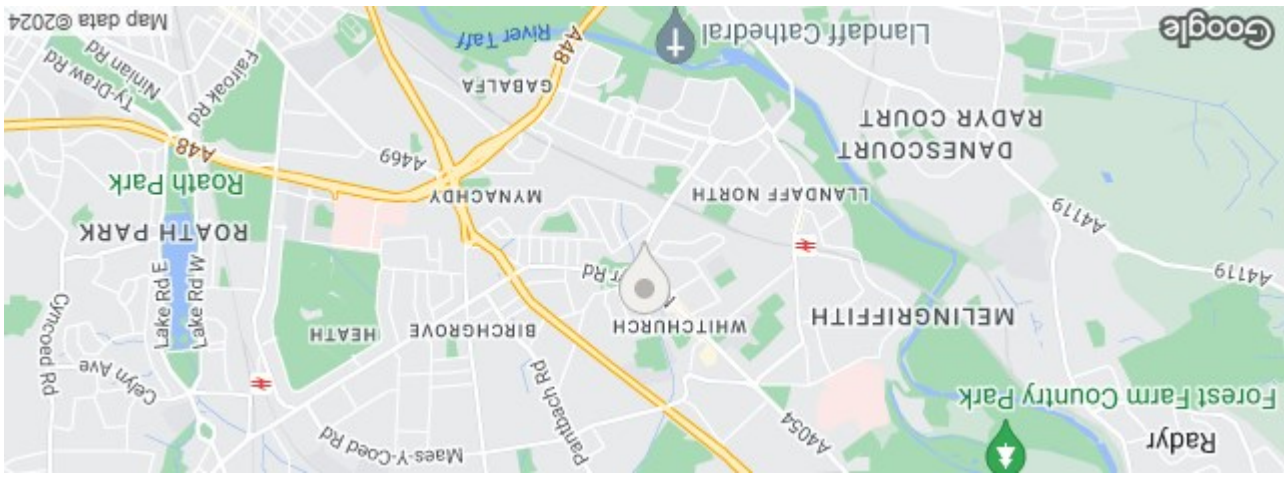 Radyr
Maes-Y-Coed Rd
A4054
Forest Farm Country Park
Pantbach Rd
Celyn Ave
Cyncoed Rd
MELINGRIFFITH
WHITCHURCH
BIRCHGROVE
HEATH
Lake Rd W
Lake Rd E
A4119
r Rd
A4119
ROATH PARK
LLANDAFF NORTH
MYNACHDY
Roath Park
A469
A48
DANESCOURT
RADYR COURT
GABALFA
Fairoak Rd
Ninian Rd
Ty-Draw Rd
Llandaff Cathedral
River Taff
A48
Google
Map data ©2024